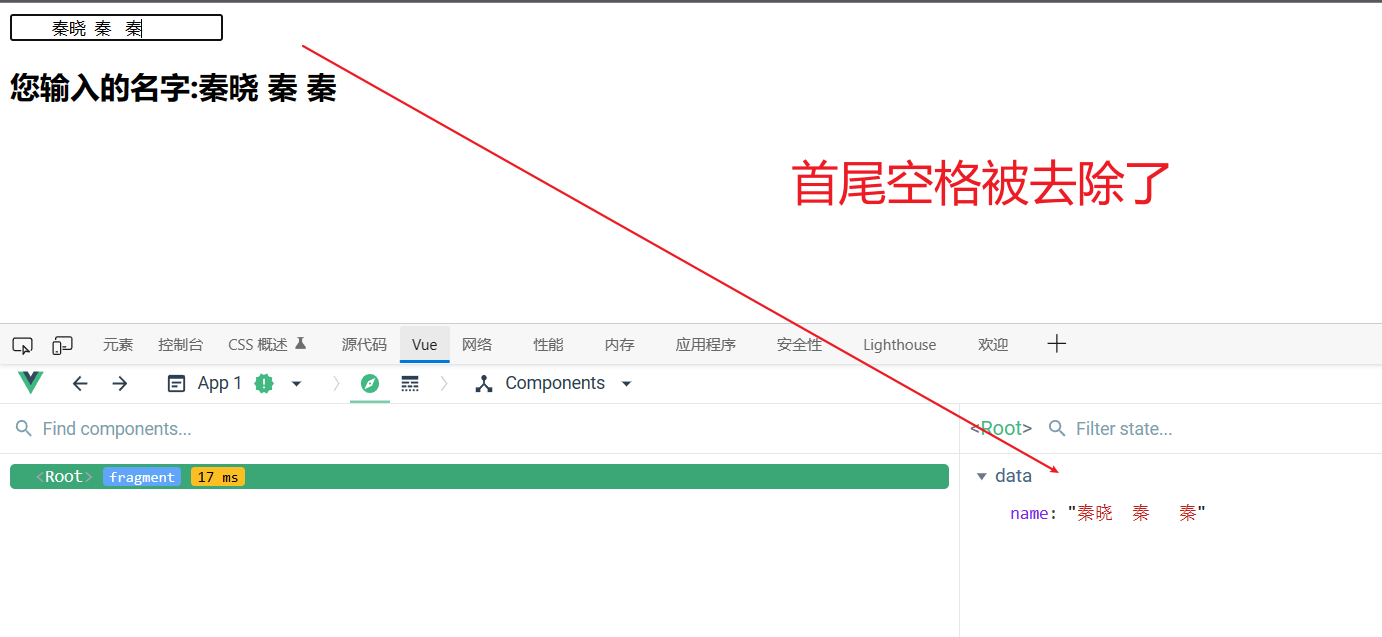 秦晓 秦  秦
您输入的名字:秦晓 秦 秦
首尾空格被去除了
元素 控制台 CSS 概述 源代码 Vue 网络 性能 内存 应用程序 安全性 Lighthouse 欢迎
App 1 Components
Find components...
<Root> Filter state...
<Root> fragment 17 ms
data
name: "秦晓  秦   秦"